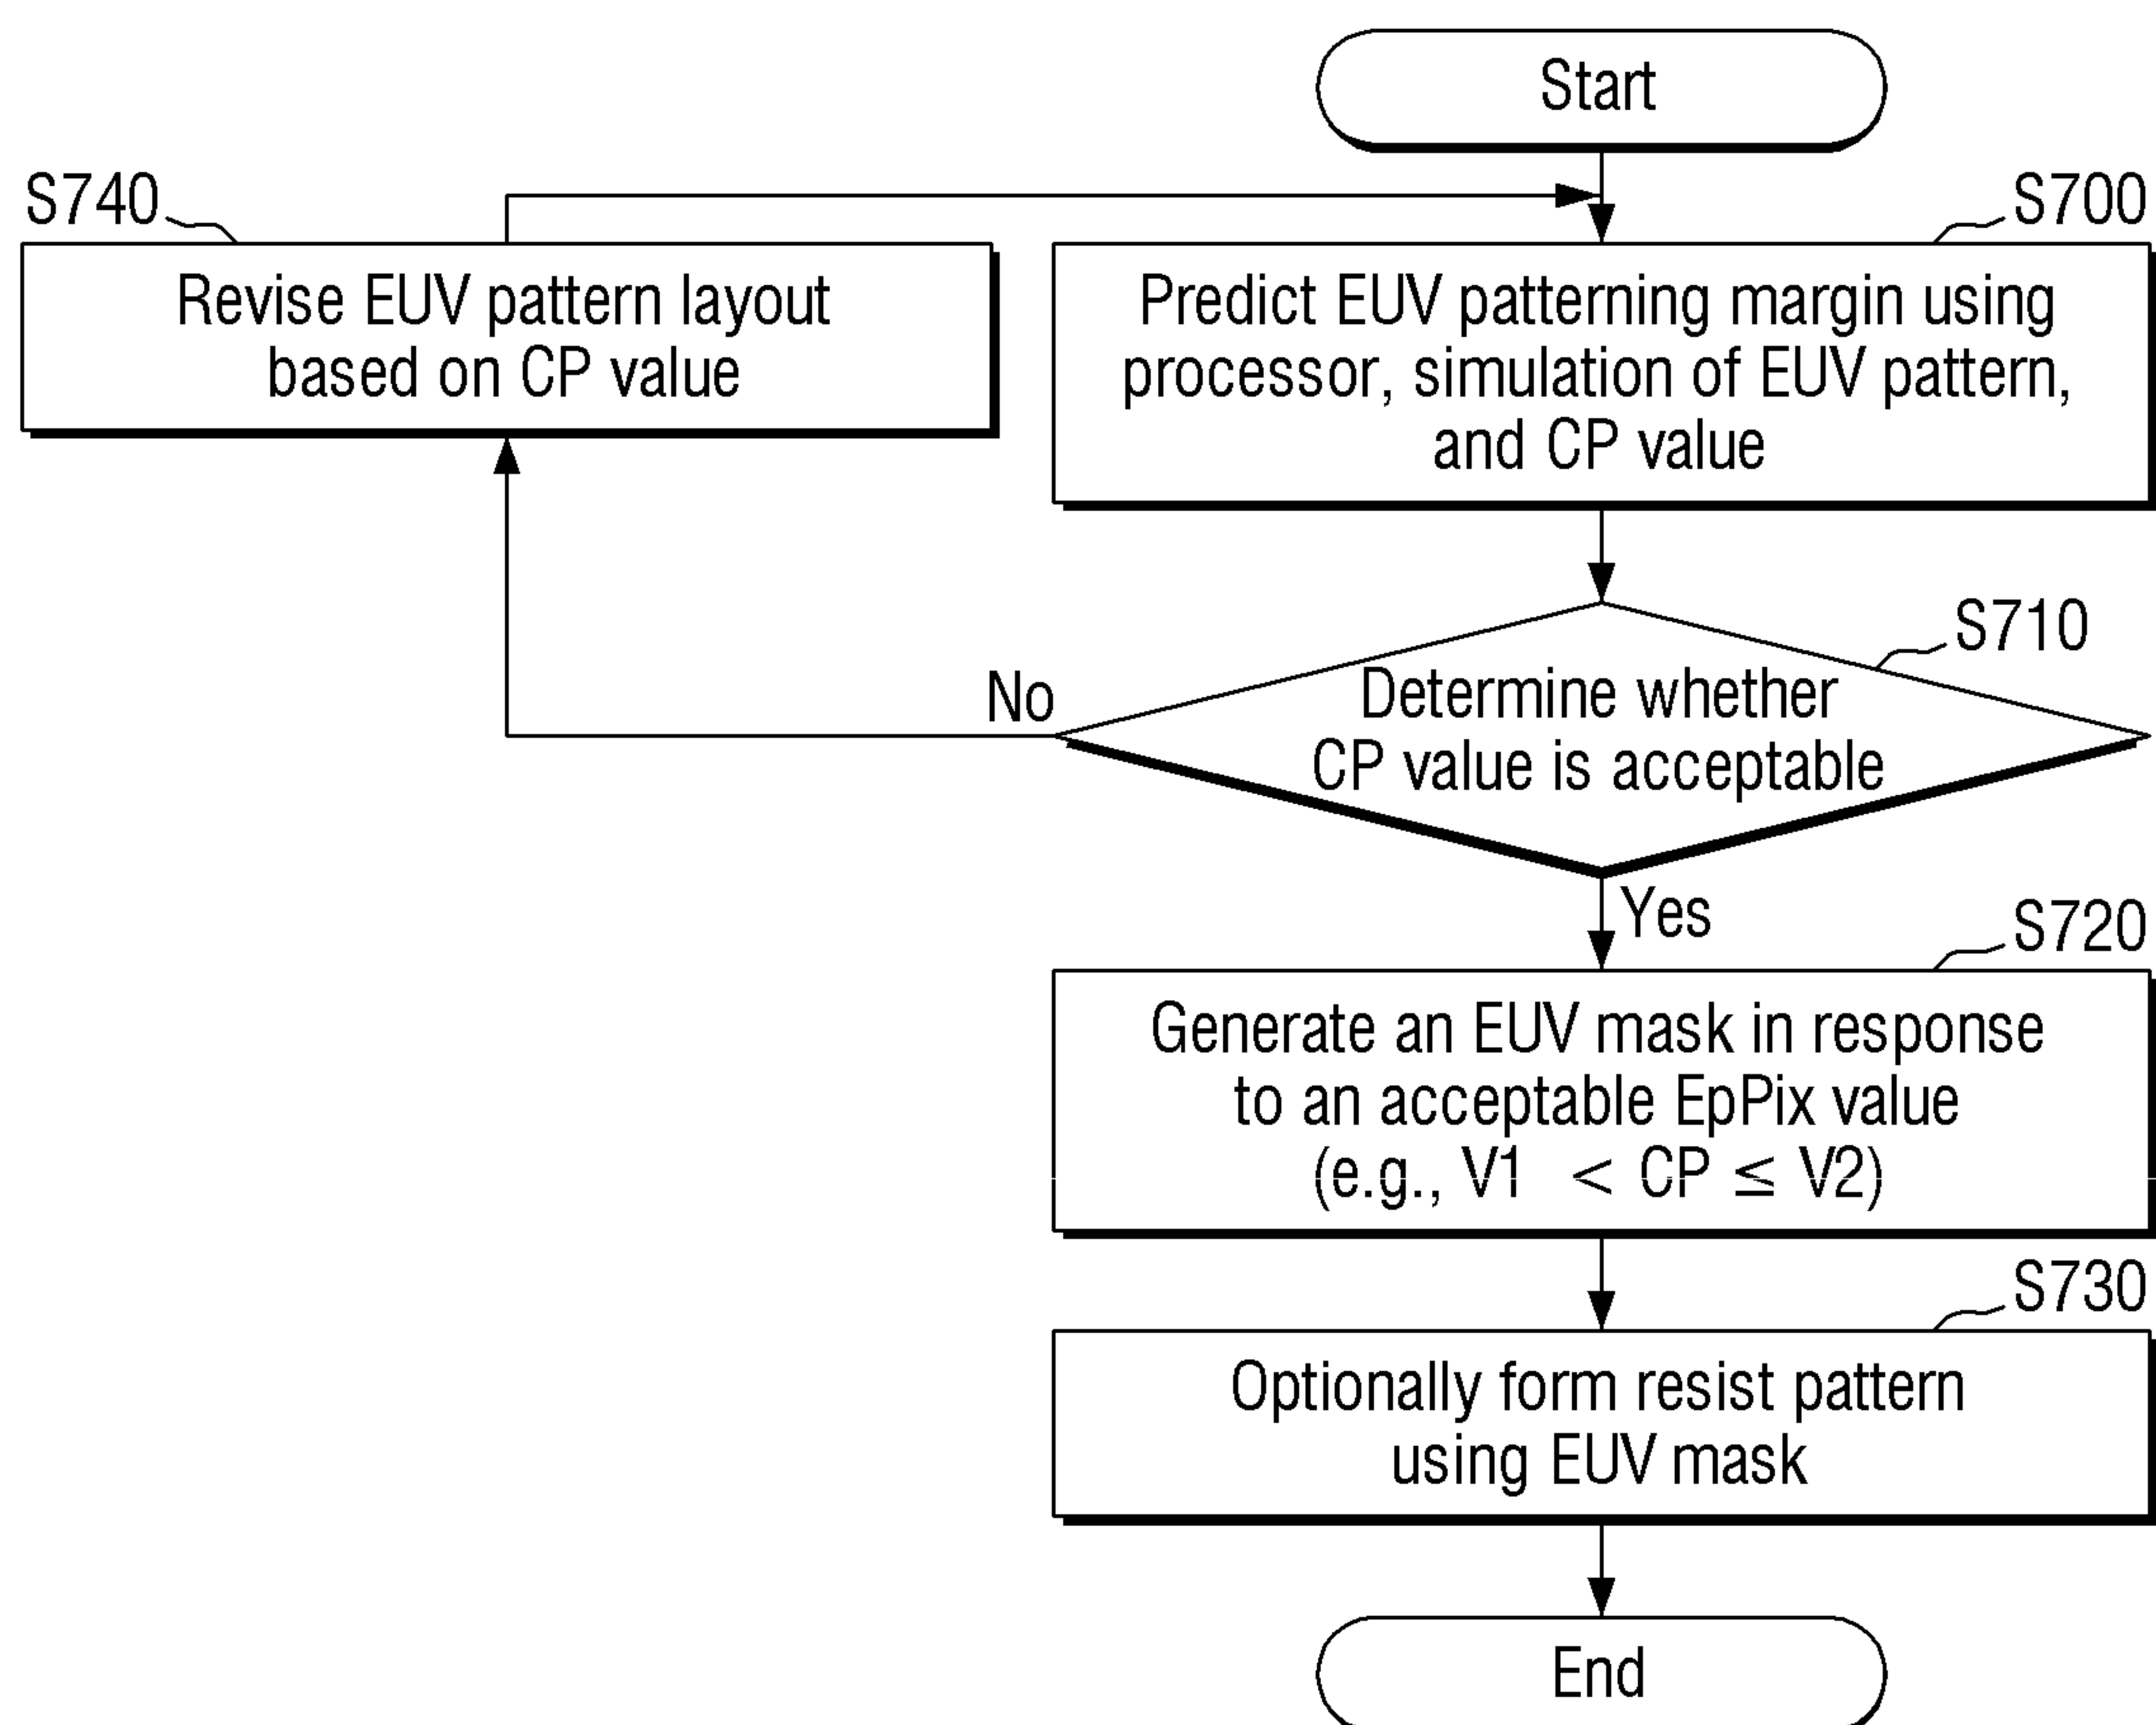 Start
S740
Revise EUV pattern layout
based on CP value
S700
Predict EUV patterning margin using
processor, simulation of EUV pattern,
and CP value
S710
No
Determine whether
CP value is acceptable
Yes
S720
Generate an EUV mask in response
to an acceptable EpPix value
(e.g., V1 < CP ≤ V2)
S730
Optionally form resist pattern
using EUV mask
End